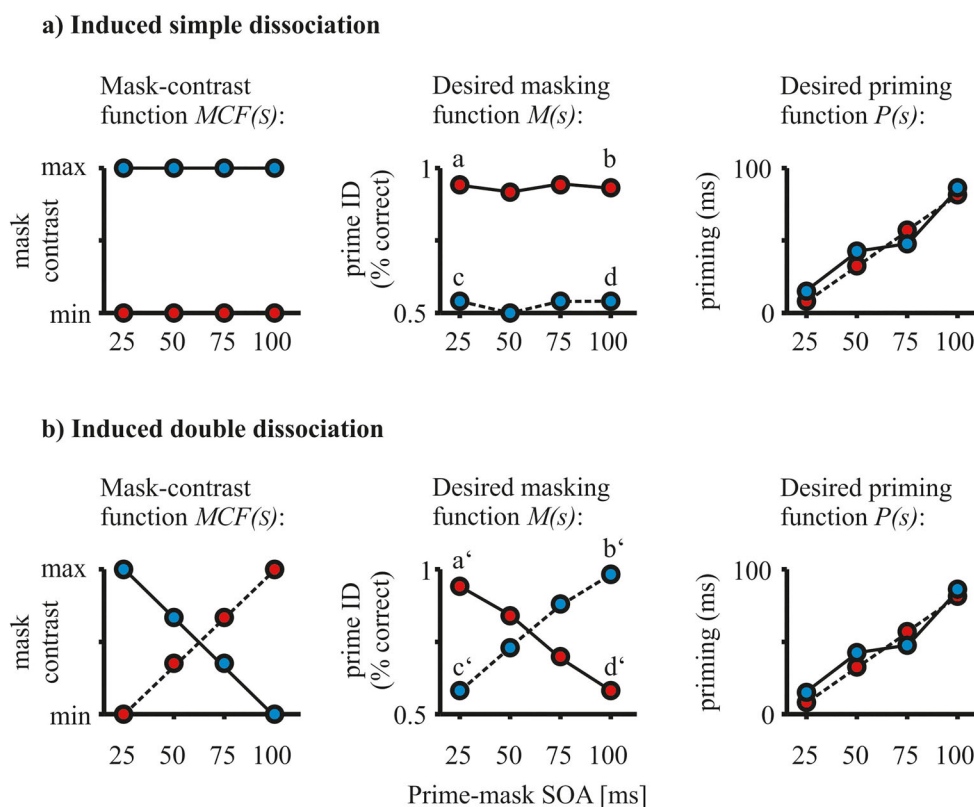 a) Induced simple dissociation
Mask-contrast
function MCF(S):
Desired masking
function M(s):
Desired priming
function P(s):
max
min
mask
contrast
25 50 75 100
1
0.5
prime ID
(% correct)
a
b
c
d
25 50 75 100
100
0
priming (ms)
25 50 75 100
b) Induced double dissociation
Mask-contrast
function MCF(S):
Desired masking
function M(s):
Desired priming
function P(s):
max
min
mask
contrast
25 50 75 100
1
0.5
prime ID
(% correct)
a‘
b‘
c‘
d‘
25 50 75 100
100
0
priming (ms)
25 50 75 100
Prime-mask SOA [ms]